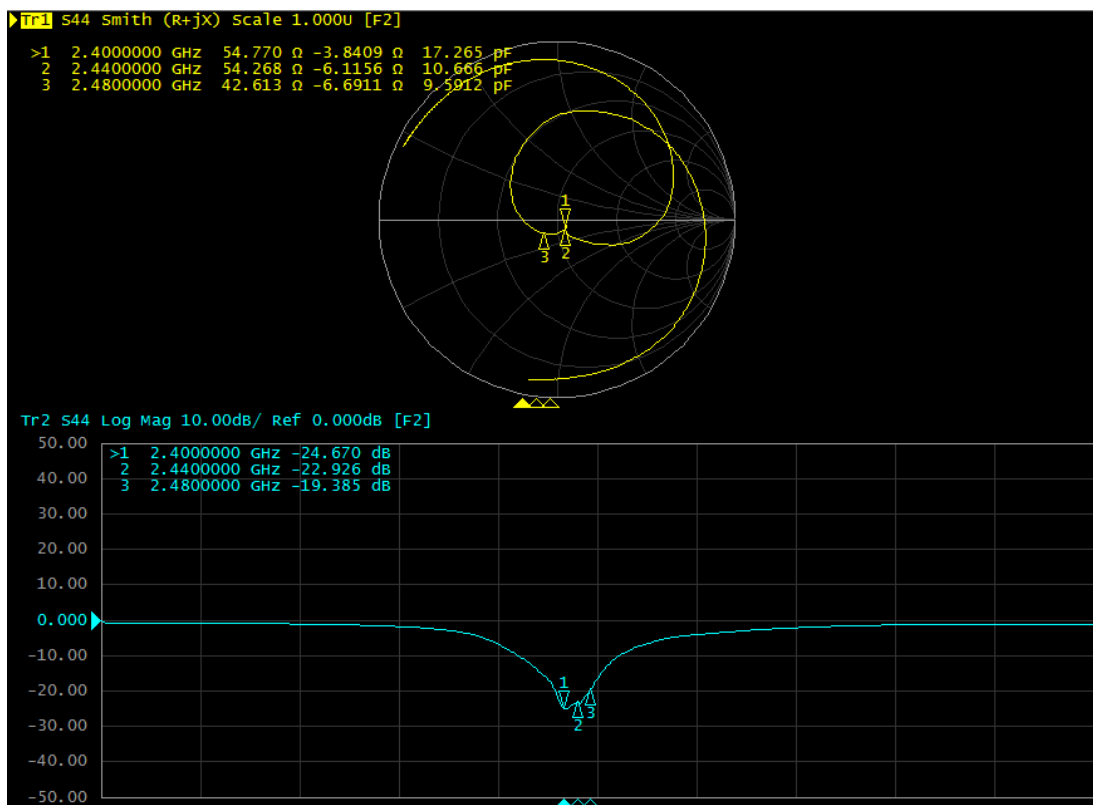 Tr1 S44 Smith (R+jX) Scale 1.000U [F2]
>1 2.4000000 GHz 54.770 Ω -3.8409 Ω 17.265 pF
2 2.4400000 GHz 54.268 Ω -6.1156 Ω 10.666 pF
3 2.4800000 GHz 42.613 Ω -6.6911 Ω 9.5912 pF
1
3 2
Tr2 S44 Log Mag 10.00dB/ Ref 0.000dB [F2]
50.00
>1 2.4000000 GHz -24.670 dB
2 2.4400000 GHz -22.926 dB
40.00
3 2.4800000 GHz -19.385 dB
30.00
20.00
10.00
0.000
-10.00
1
-20.00
3
2
-30.00
-40.00
-50.00